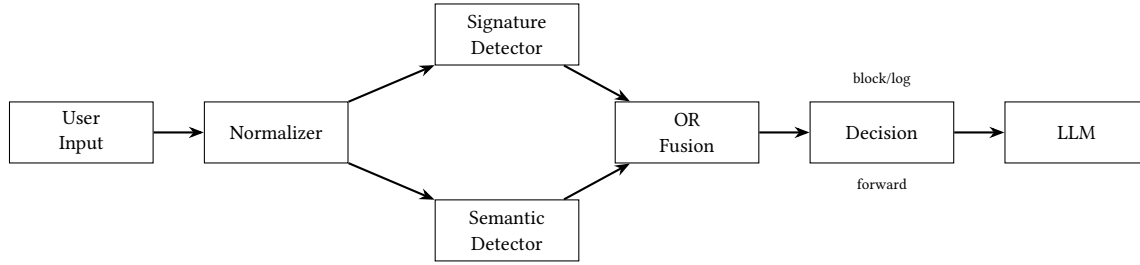 User
Input
Normalizer
Signature
Detector
Semantic
Detector
OR
Fusion
block/log
Decision
forward
LLM